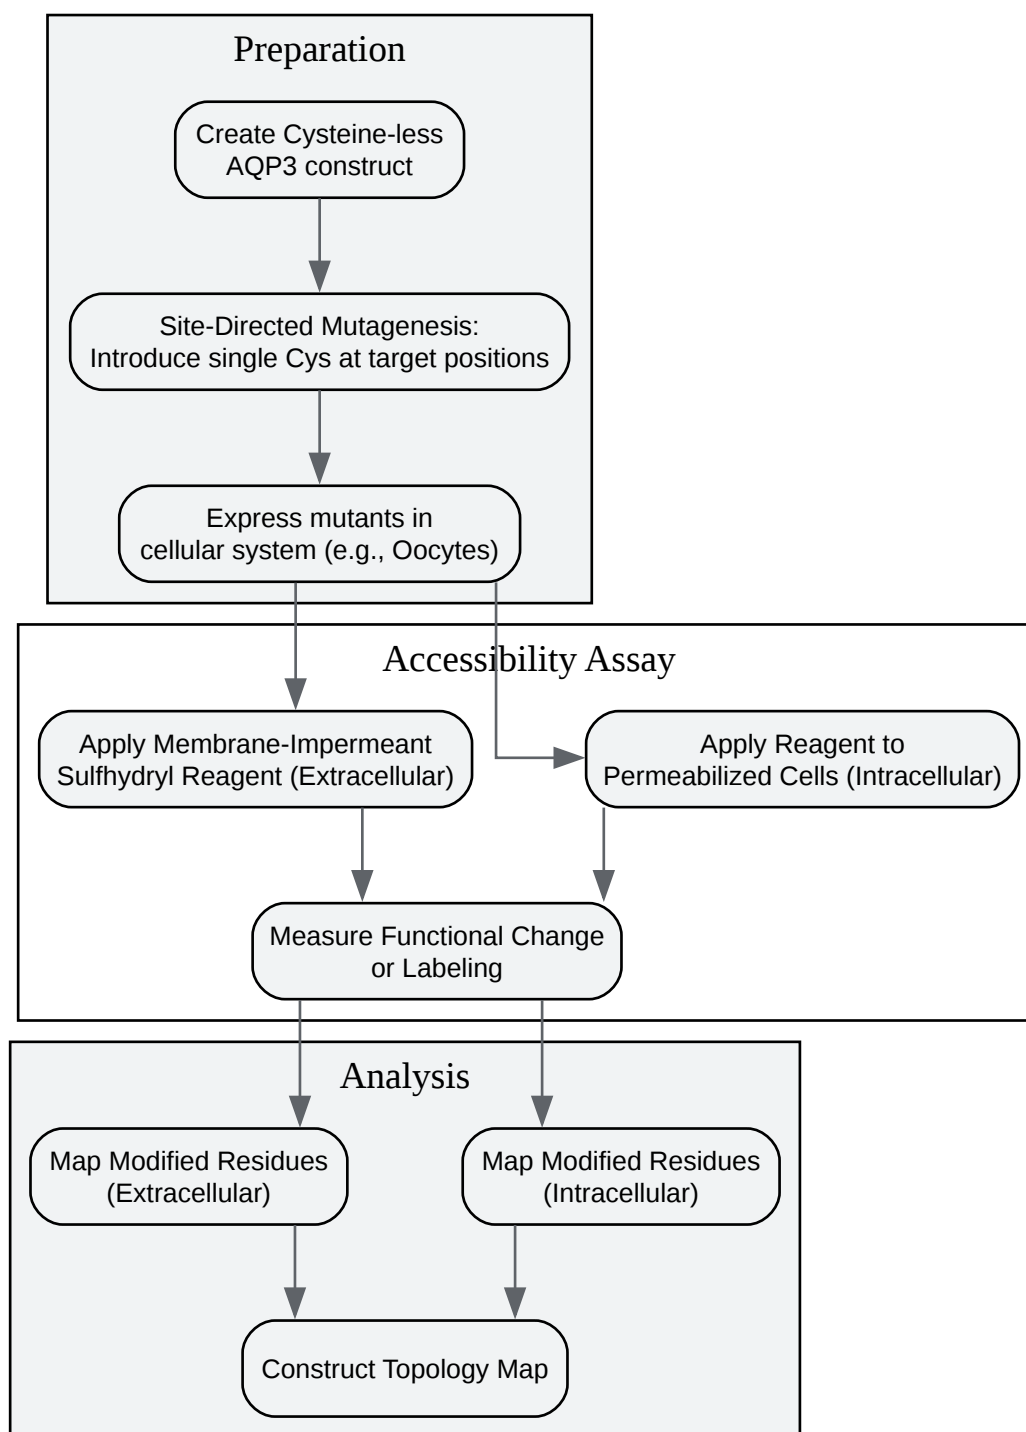 Preparation
Create Cysteine-less
AQP3 construct
Site-Directed Mutagenesis:
Introduce single Cys at target positions
Express mutants in
cellular system (e.g., Oocytes)
Accessibility Assay
Apply Membrane-Impermeant
Sulfhydryl Reagent (Extracellular)
Apply Reagent to
Permeabilized Cells (Intracellular)
Measure Functional Change
or Labeling
Analysis
Map Modified Residues
(Extracellular)
Map Modified Residues
(Intracellular)
Construct Topology Map